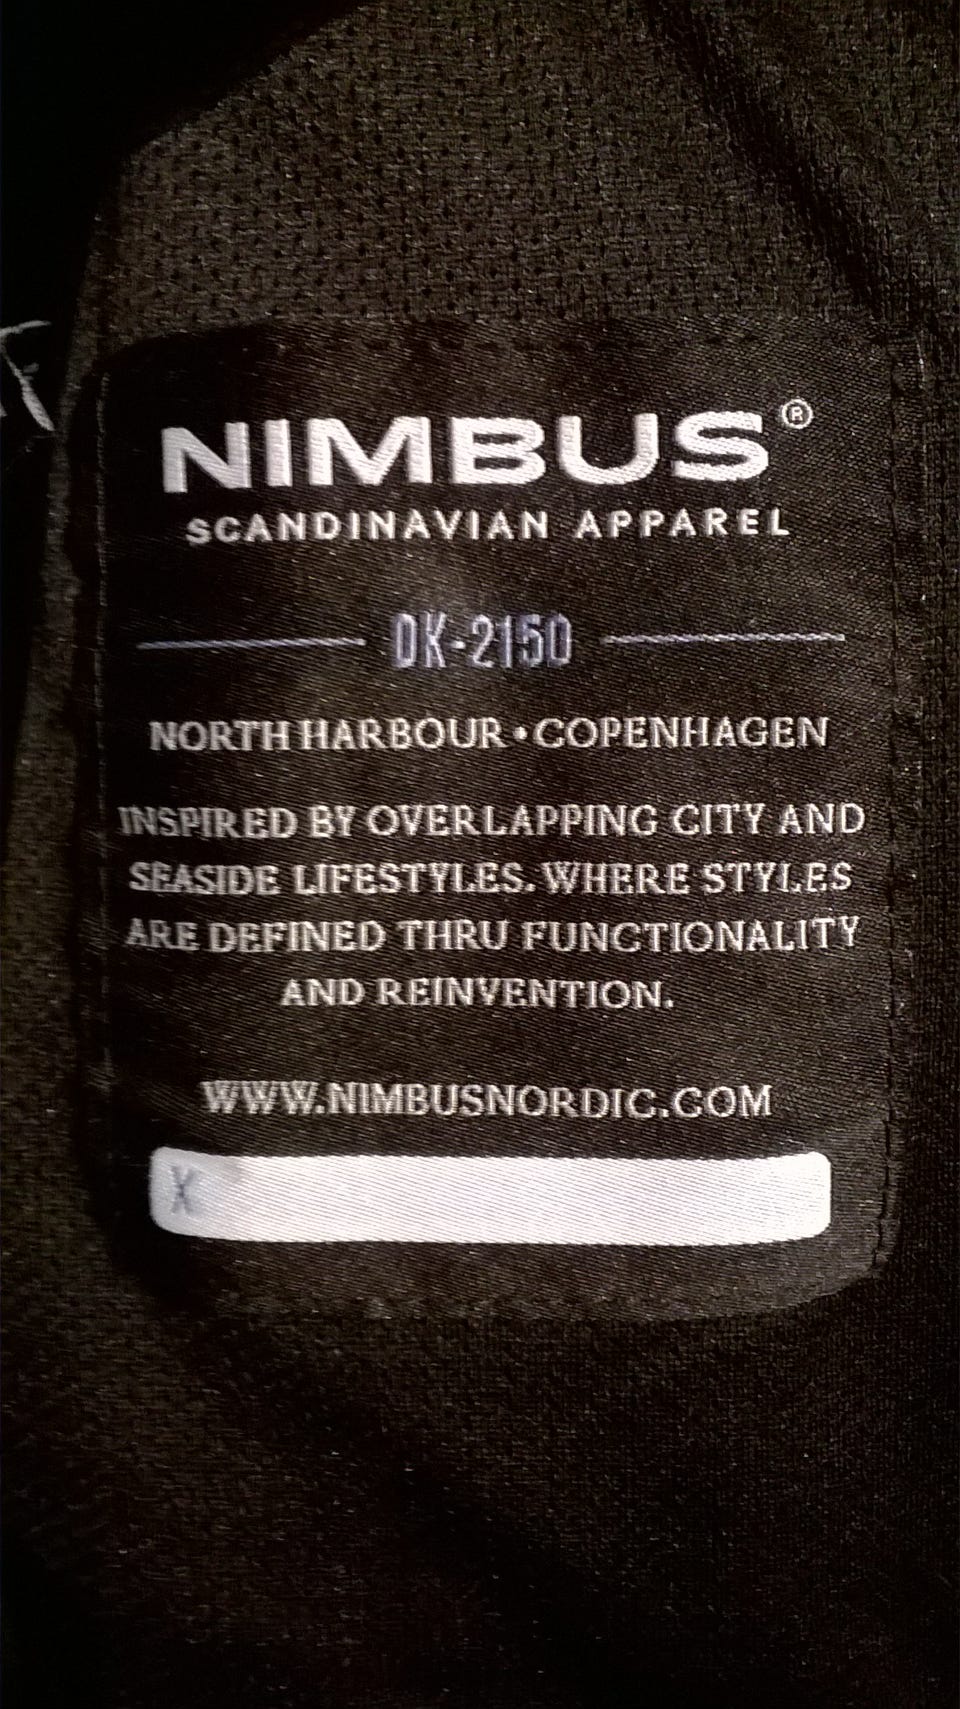 NIMBUS®
SCANDINAVIAN APPAREL
DK-2150
NORTH HARBOUR • COPENHAGEN
INSPIRED BY OVERLAPPING CITY AND
SEASIDE LIFESTYLES. WHERE STYLES
ARE DEFINED THRU FUNCTIONALITY
AND REINVENTION.
WWW.NIMBUSNORDIC.COM
X